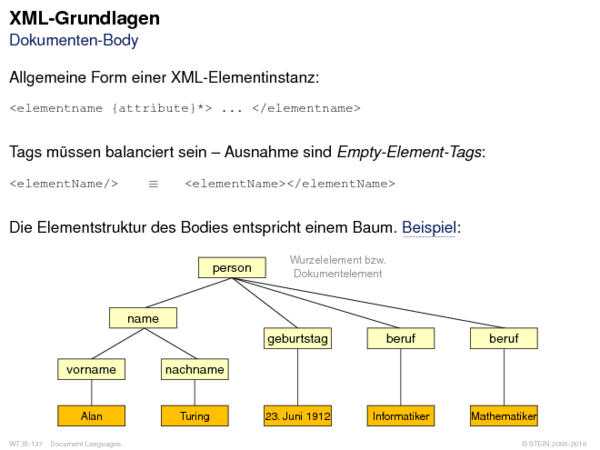 XML-Grundlagen
Dokumenten-Body
Allgemeine Form einer XML-Elementinstanz:
<elementname {attribute}*> ... </elementname>
Tags müssen balanciert sein – Ausnahme sind Empty-Element-Tags:
<elementName/> ≡ <elementName></elementName>
Die Elementstruktur des Bodies entspricht einem Baum. Beispiel:
person
Wurzelelement bzw.
Dokumentelement
name
geburtstag
beruf
beruf
vorname
nachname
Alan
Turing
23. Juni 1912
Informatiker
Mathematiker
WT:III-137 Document Languages
© STEIN 2005-2018